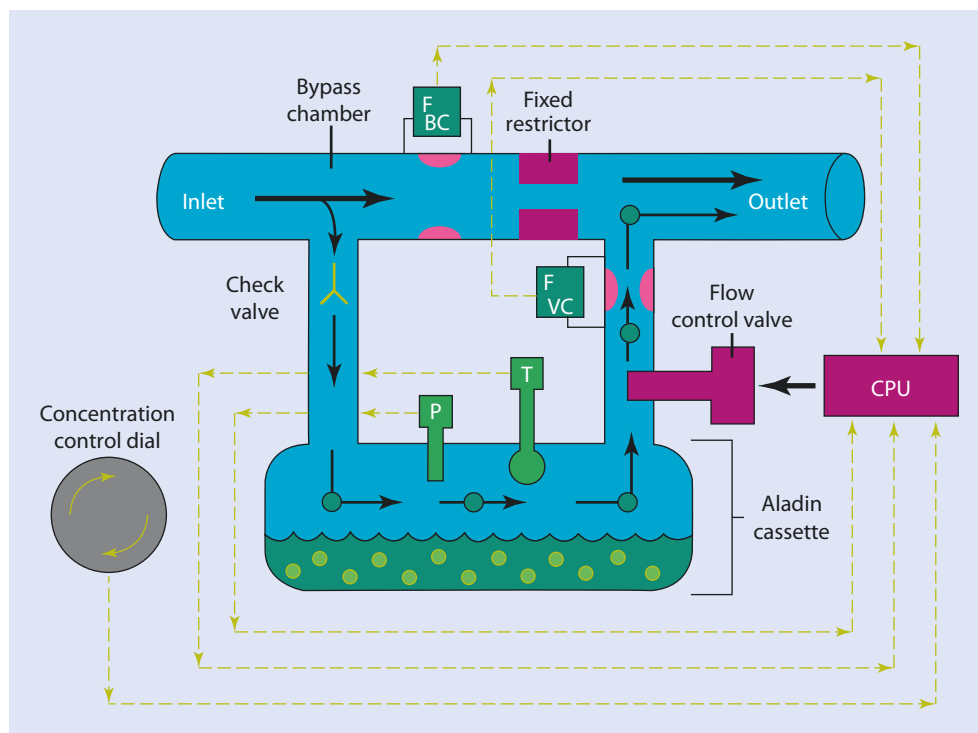 Bypass
chamber
F
BC
Fixed
restrictor
Inlet
Outlet
Check
valve
F
VC
Flow
control valve
T
P
CPU
Concentration
control dial
Aladin
cassette